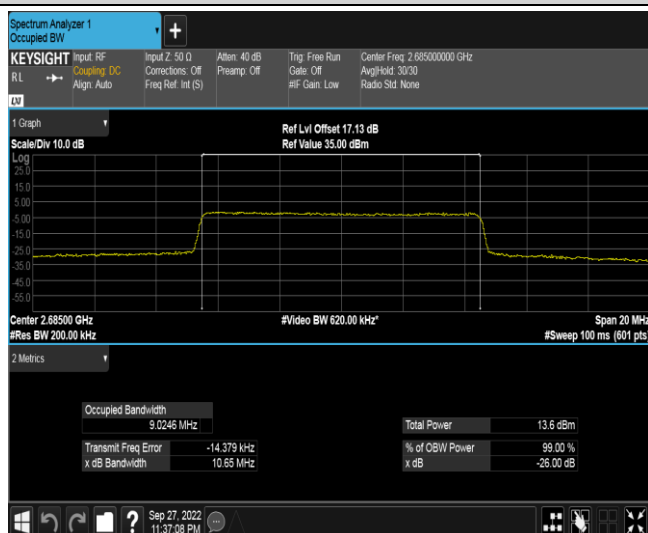 Spectrum Analyzer 1
Occupied BW
KEYSIGHT
R L
LXI
Input: RF
Coupling: DC
Align: Auto
Input Z: 50 Ω
Corrections: Off
Freq Ref: Int (S)
Atten: 40 dB
Preamp: Off
Trig: Free Run
Gate: Off
#IF Gain: Low
Center Freq: 2.685000000 GHz
Avg|Hold: 30/30
Radio Std: None
1 Graph
Scale/Div 10.0 dB
Ref Lvl Offset 17.13 dB
Ref Value 35.00 dBm
Log
25.0
15.0
5.00
-5.00
-15.0
-25.0
-35.0
-45.0
-55.0
Center 2.68500 GHz
#Video BW 620.00 kHz*
Span 20 MHz
#Res BW 200.00 kHz
#Sweep 100 ms (601 pts)
2 Metrics
Occupied Bandwidth
9.0246 MHz
Total Power 13.6 dBm
Transmit Freq Error -14.379 kHz
% of OBW Power 99.00 %
x dB Bandwidth 10.65 MHz
x dB -26.00 dB
?
Sep 27, 2022
11:37:08 PM